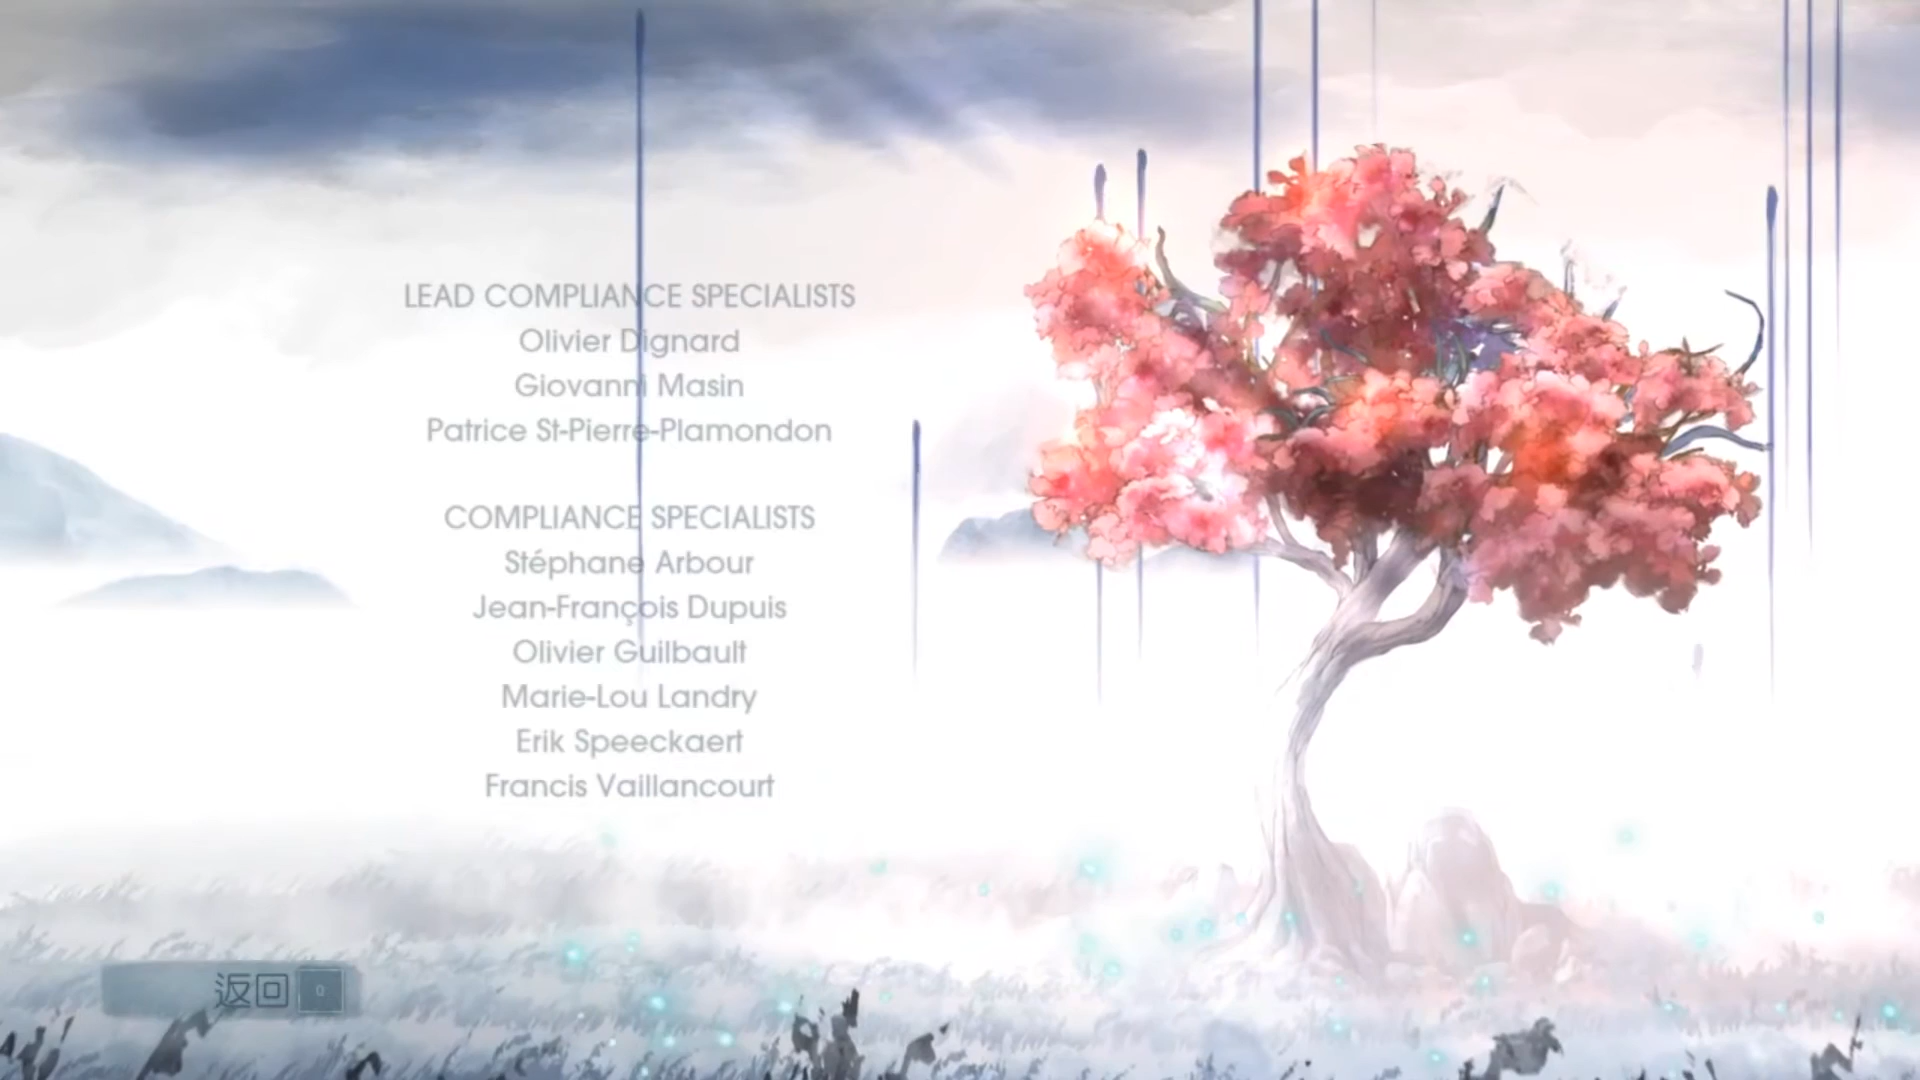 LEAD COMPLIANCE SPECIALISTS
Olivier Dignard
Giovanni Masin
Patrice St-Pierre-Plamondon
COMPLIANCE SPECIALISTS
Stéphane Arbour
Jean-François Dupuis
Olivier Guilbault
Marie-Lou Landry
Erik Speeckaert
Francis Vaillancourt
返回